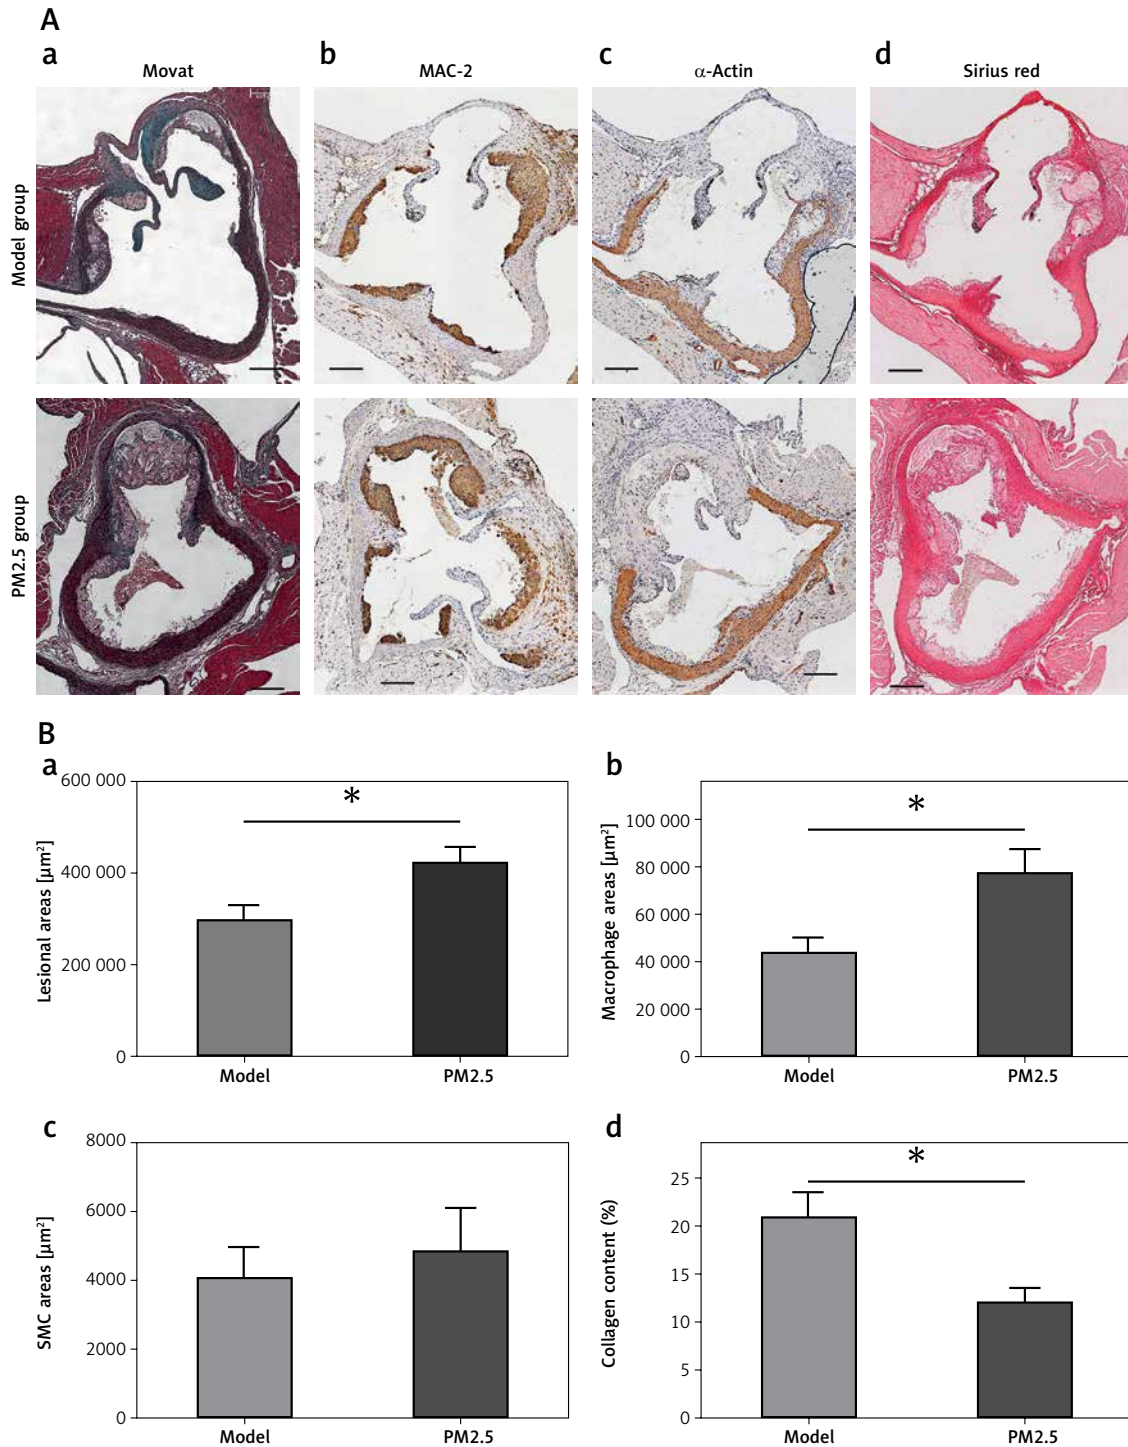 A
a
b
c
d
Movat
MAC-2
α-Actin
Sirius red
Model group
PM2.5 group
B
a
600 000
400 000
200 000
0
Lesional areas [µm²]
*
Model
PM2.5
b
100 000
80 000
60 000
40 000
20 000
0
Macrophage areas [µm²]
*
Model
PM2.5
c
8000
6000
4000
2000
0
SMC areas [µm²]
Model
PM2.5
d
25
20
15
10
5
0
Collagen content (%)
*
Model
PM2.5